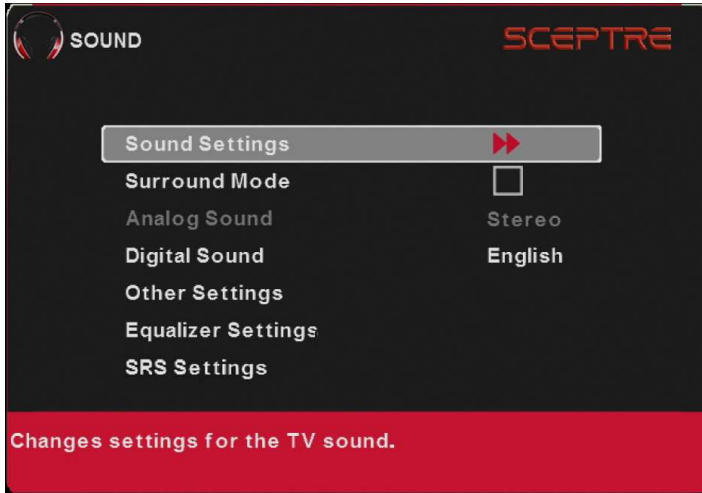 SOUND
SCEPTRE
Sound Settings
Surround Mode
Analog Sound Stereo
Digital Sound English
Other Settings
Equalizer Settings
SRS Settings
Changes settings for the TV sound.